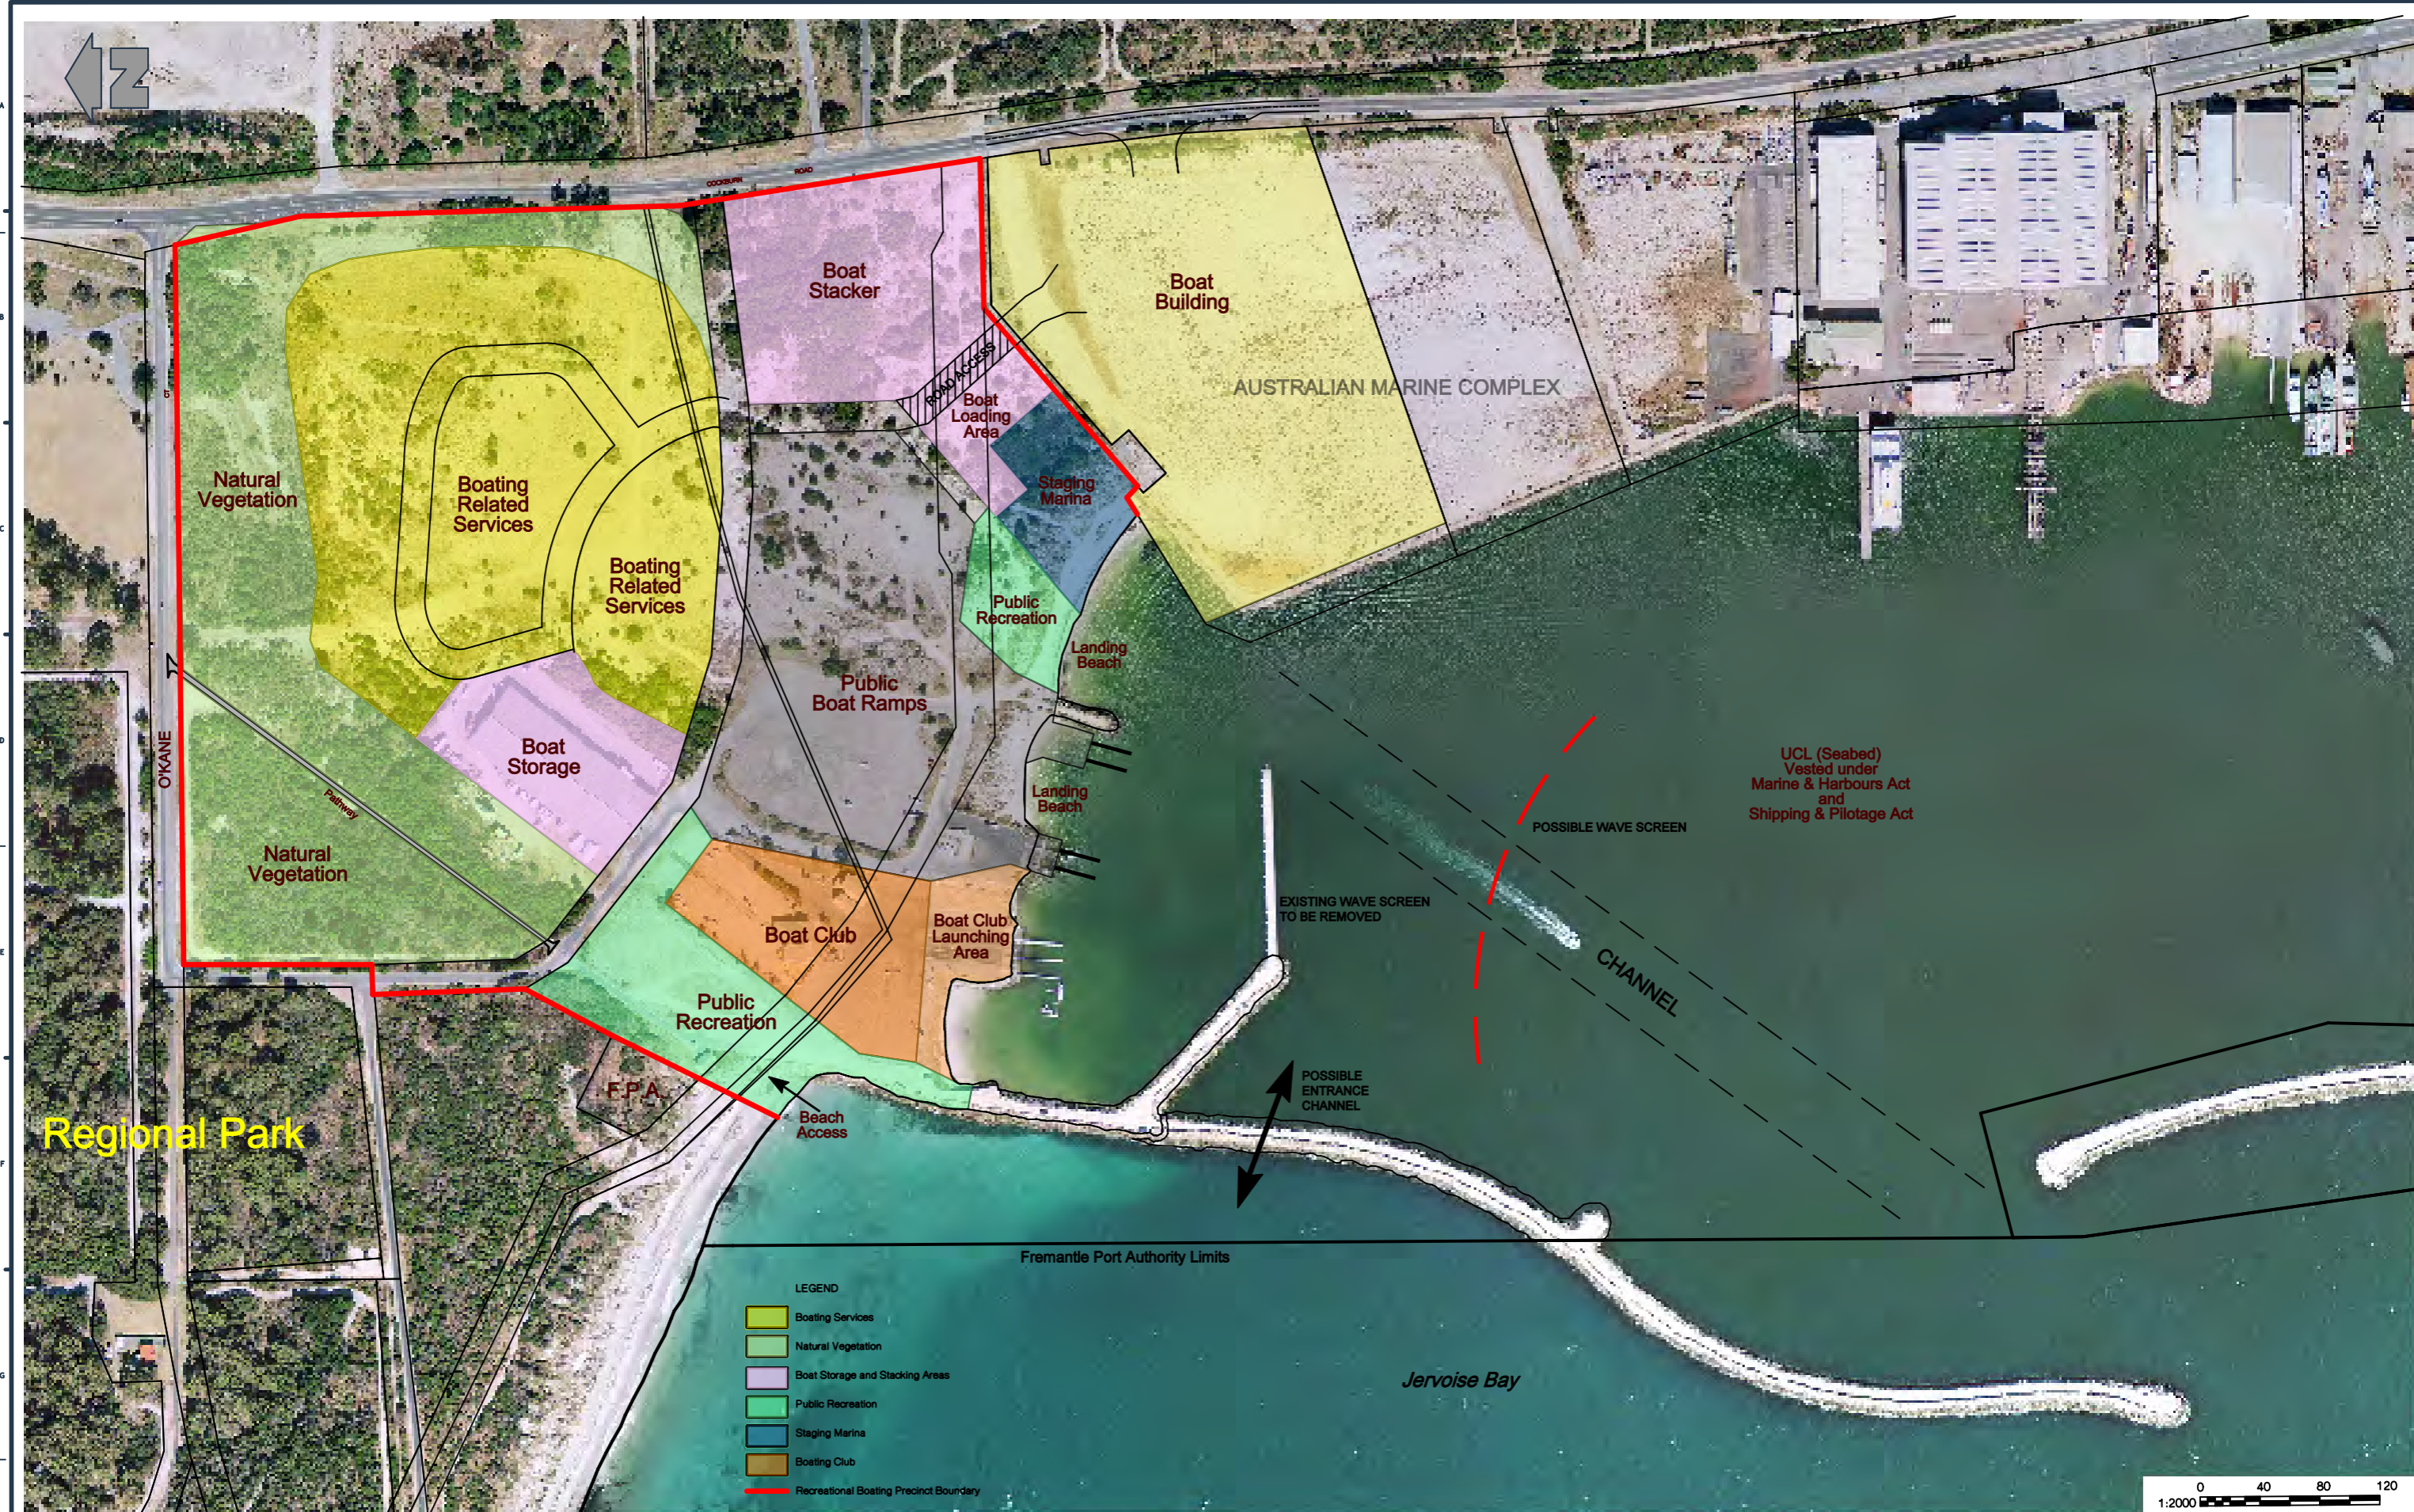 N
A
B
C
D
E
F
G
COCKBURN ROAD
Boat
Stacker
Boat
Building
ROAD ACCESS
Boat
Loading
Area
AUSTRALIAN MARINE COMPLEX
Natural
Vegetation
Boating
Related
Services
Staging
Marina
Boating
Related
Services
Public
Recreation
Landing
Beach
Public
Boat Ramps
O'KANE
Boat
Storage
Pathway
Landing
Beach
UCL (Seabed)
Vested under
Marine & Harbours Act
and
Shipping & Pilotage Act
POSSIBLE WAVE SCREEN
Natural
Vegetation
EXISTING WAVE SCREEN
TO BE REMOVED
Boat Club
Boat Club
Launching
Area
CHANNEL
Public
Recreation
F.P.A.
POSSIBLE
ENTRANCE
CHANNEL
Beach
Access
Regional Park
Fremantle Port Authority Limits
LEGEND
Boating Services
Natural Vegetation
Boat Storage and Stacking Areas
Public Recreation
Staging Marina
Boating Club
Recreational Boating Precinct Boundary
Jervoise Bay
0 40 80 120
1:2000